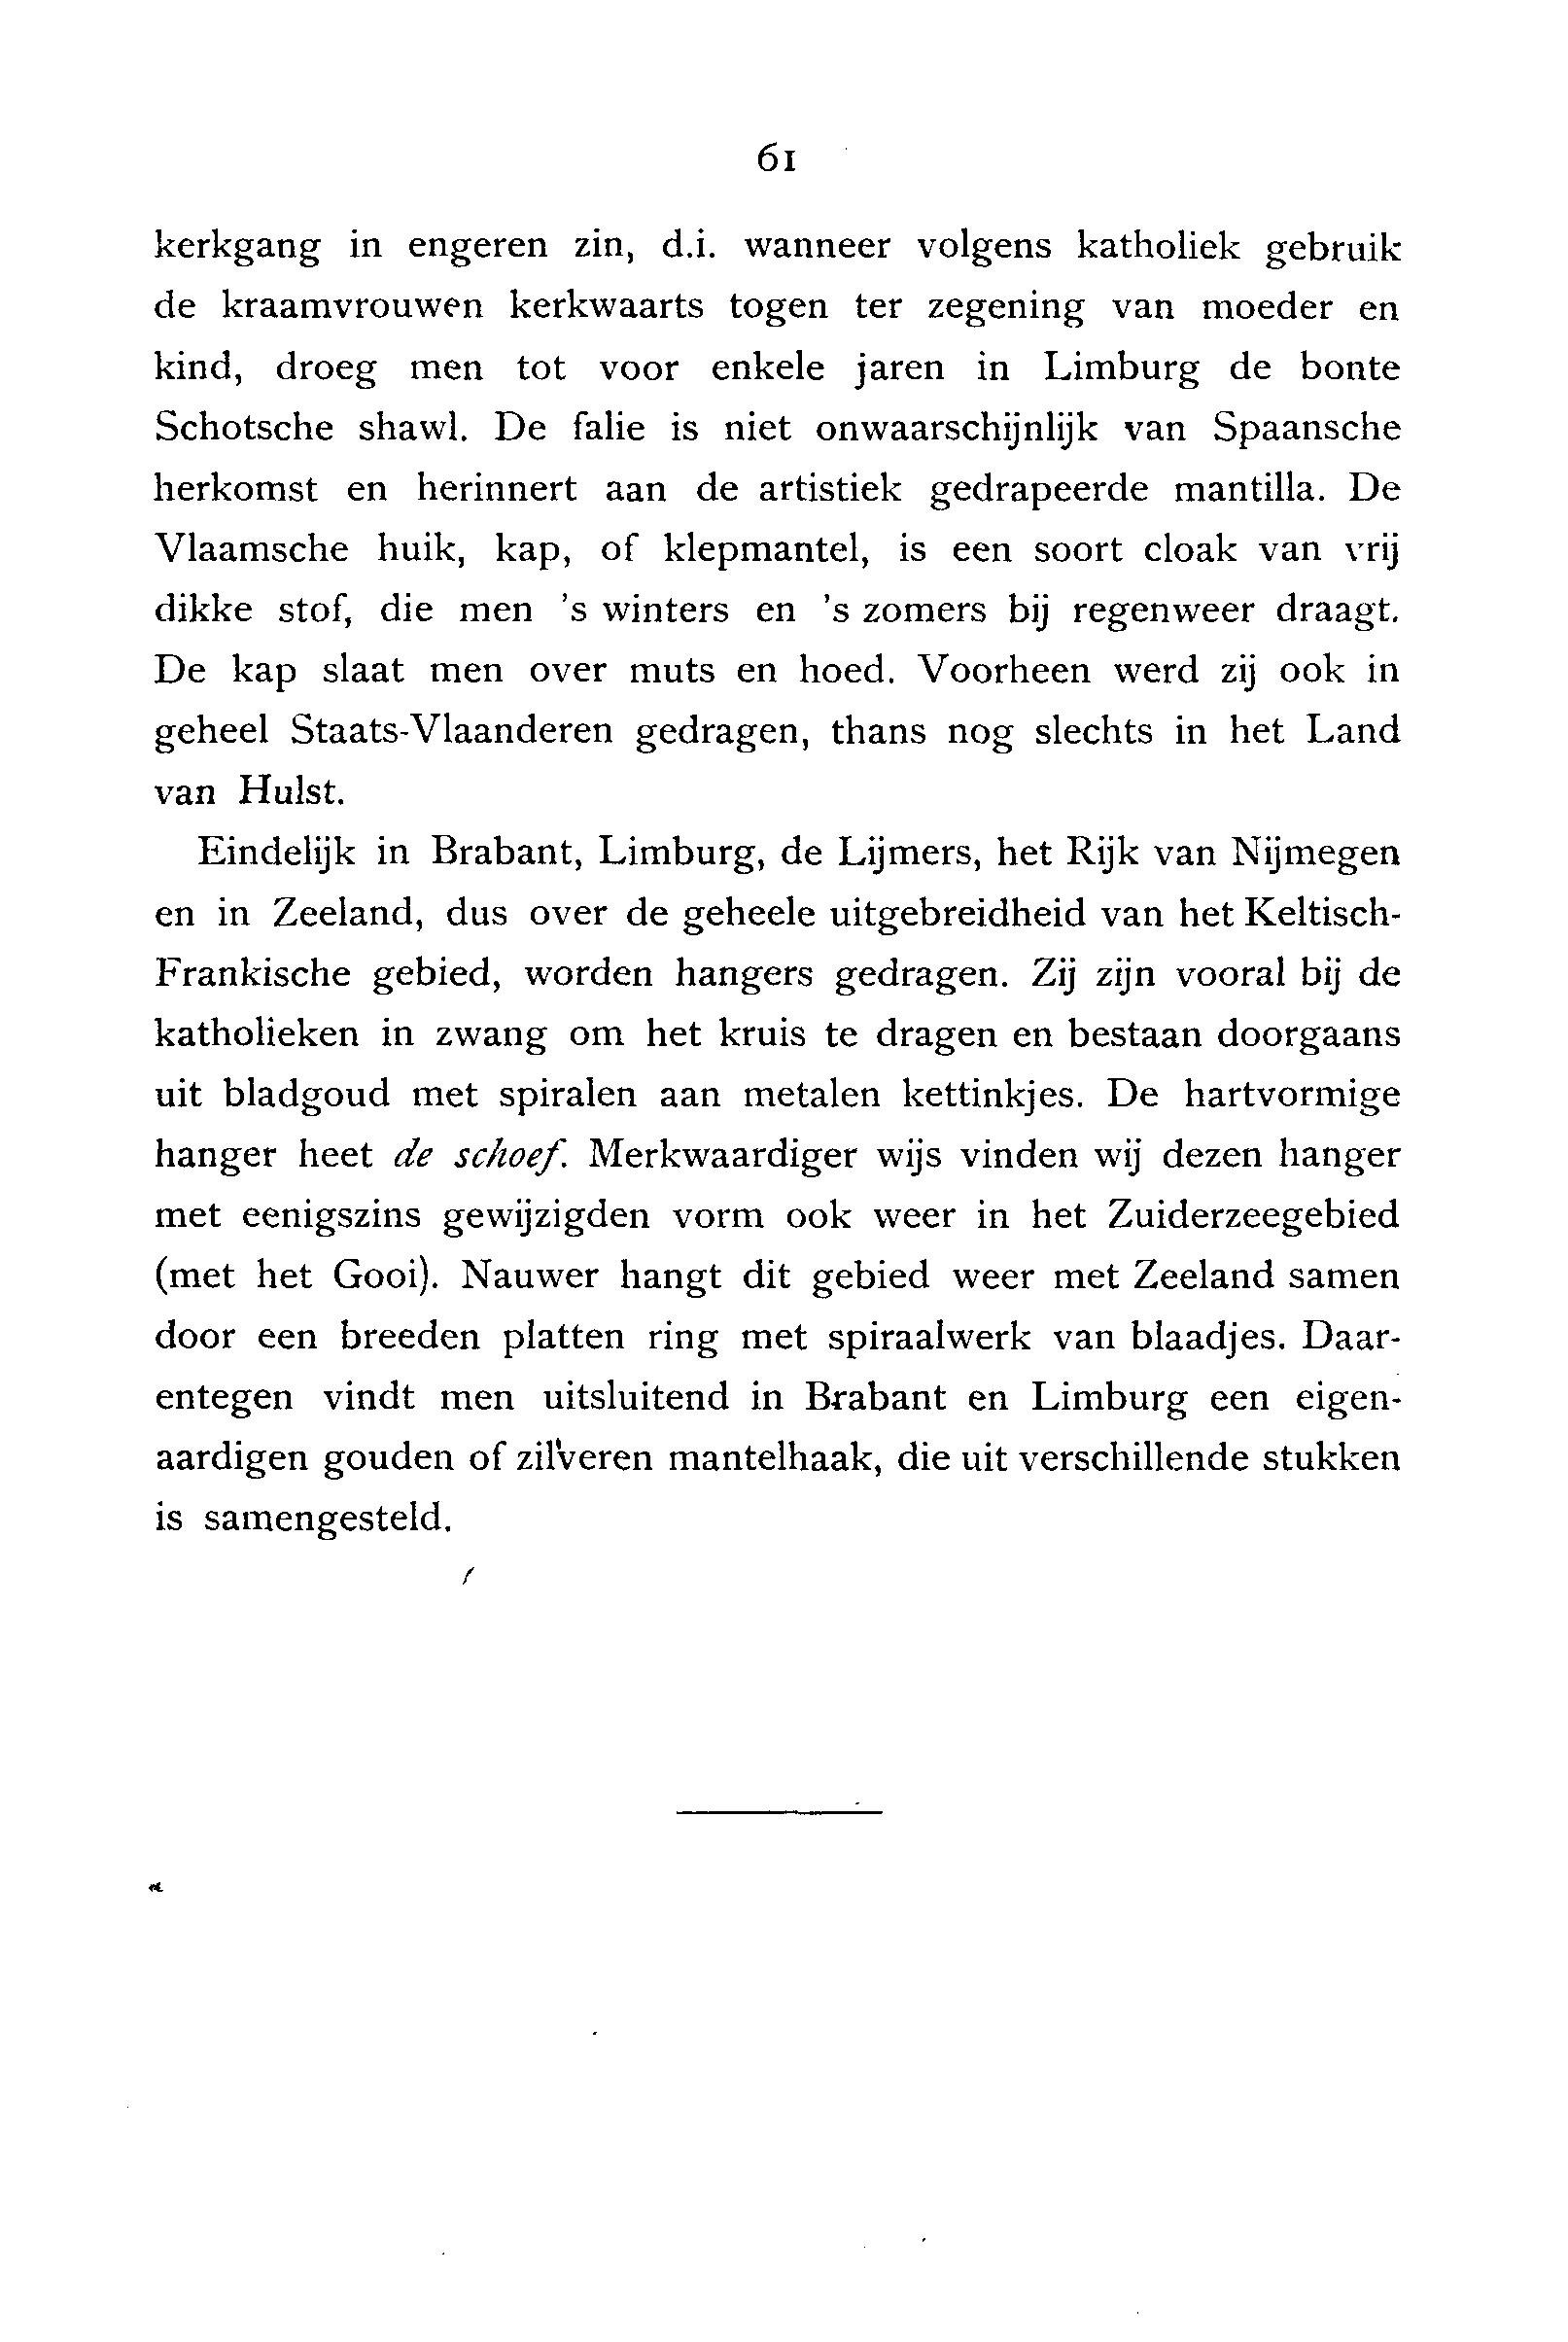 61
kerkgang in engeren zin, d.i. wanneer volgens katholiek gebruik
de kraamvrouwen kerkwaarts togen ter zegening van moeder en
kind, droeg men tot voor enkele jaren in Limburg de bonte
Schotsche shawl. De falie is niet onwaarschijnlijk van Spaansche
herkomst en herinnert aan de artistiek gedrapeerde mantilla. De
Vlaamsche huik, kap, of klepmantel, is een soort cloak van vrij
dikke stof, die men 's winters en 's zomers bij regenweer draagt.
De kap slaat men over muts en hoed. Voorheen werd zij ook in
geheel Staats-Vlaanderen gedragen, thans nog slechts in het Land
van Hulst.
Eindelijk in Brabant, Limburg, de Lijmers, het Rijk van Nijmegen
en in Zeeland, dus over de geheele uitgebreidheid van het Keltisch-
Frankische gebied, worden hangers gedragen. Zij zijn vooral bij de
katholieken in zwang om het kruis te dragen en bestaan doorgaans
uit bladgoud met spiralen aan metalen kettinkjes. De hartvormige
hanger heet de schoef. Merkwaardiger wijs vinden wij dezen hanger
met eenigszins gewijzigden vorm ook weer in het Zuiderzeegebied
(met het Gooi). Nauwer hangt dit gebied weer met Zeeland samen
door een breeden platten ring met spiraalwerk van blaadjes. Daar-
entegen vindt men uitsluitend in Brabant en Limburg een eigen-
aardigen gouden of zilveren mantelhaak, die uit verschillende stukken
is samengesteld.